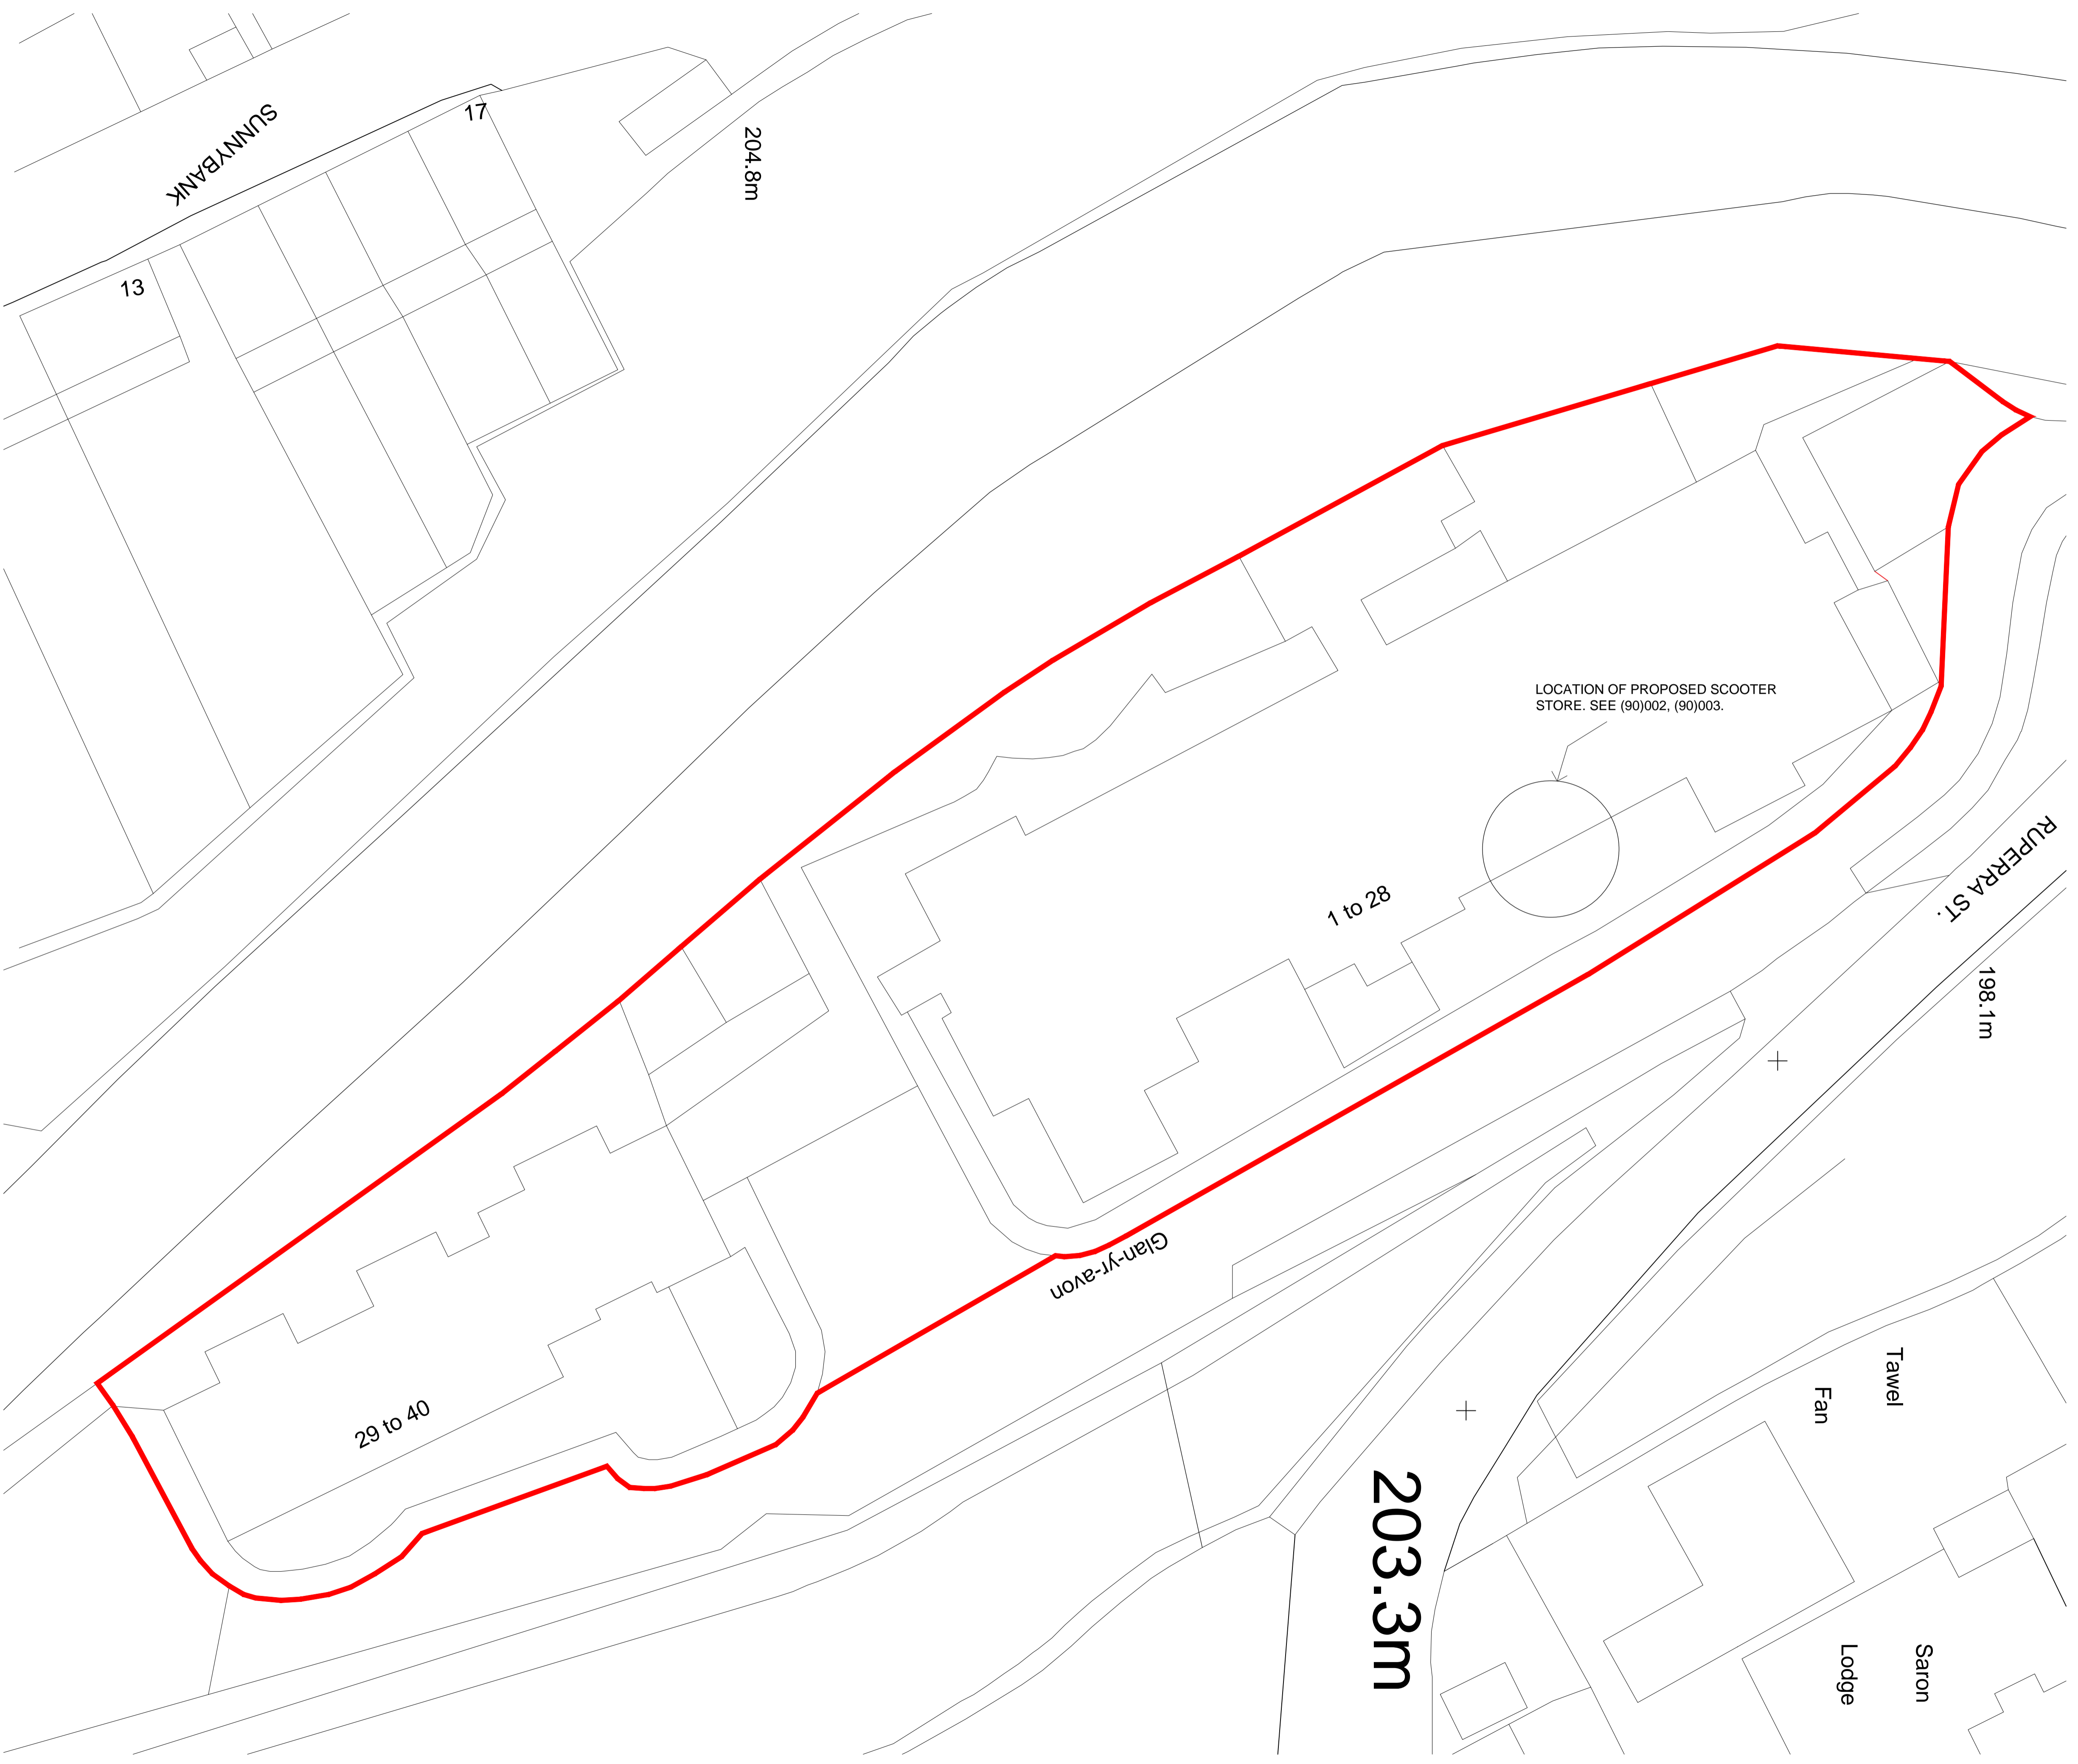 SUNNYBANK
17
204.8m
13
LOCATION OF PROPOSED SCOOTER
STORE. SEE (90)002, (90)003.
RUPERRA ST.
1 to 28
198.1m
Glan-yr-avon
29 to 40
203.3m
Tawel
Fan
Saron
Lodge